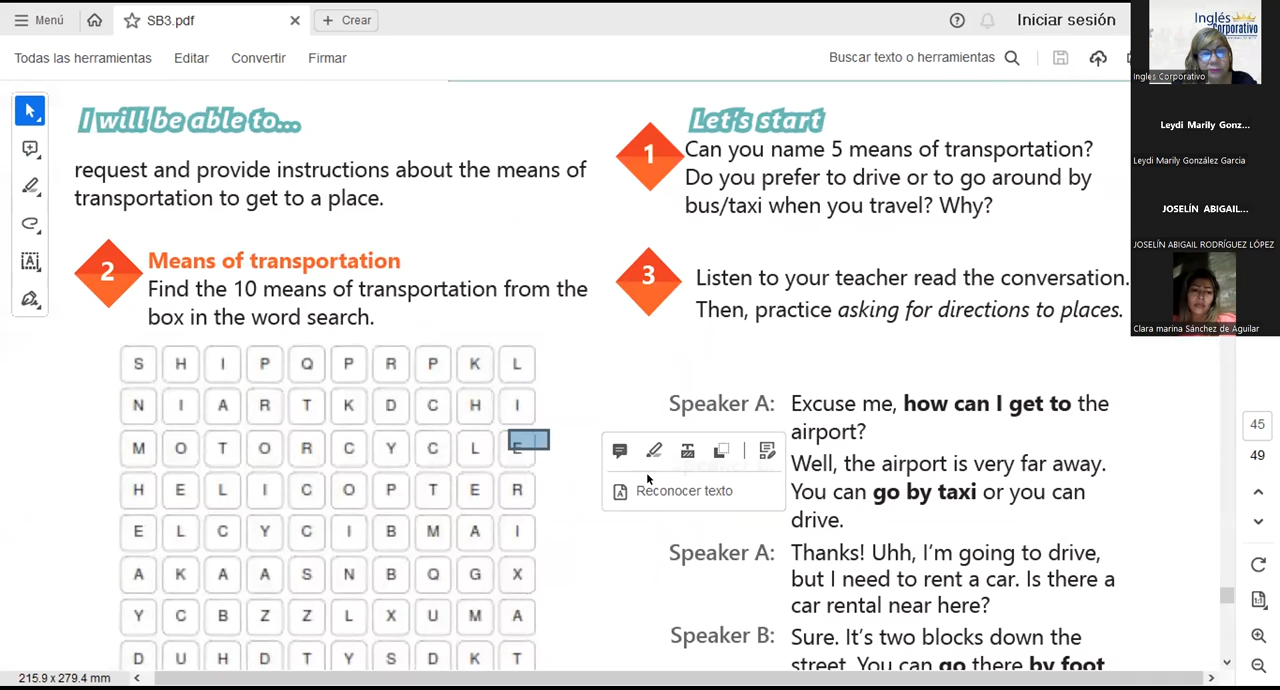 Menú
SB3.pdf
Crear
Iniciar sesión
Todas las herramientas
Editar
Convertir
Firmar
Buscar texto o herramientas
I will be able to...
request and provide instructions about the means of
transportation to get to a place.
2
Means of transportation
Find the 10 means of transportation from the
box in the word search.
S H I P Q P R P K L
N I A R T K D C H I
M O T O R C Y C L E
H E L I C O P T E R
E L C Y C I B M A I
A K A A S N B Q G X
Y C B Z Z L X U M A
D U H D T Y S D K T
Let's start
1
Can you name 5 means of transportation?
Do you prefer to drive or to go around by
bus/taxi when you travel? Why?
3
Listen to your teacher read the conversation.
Then, practice asking for directions to places.
Speaker A: Excuse me, how can I get to the
airport?
Well, the airport is very far away.
You can go by taxi or you can
drive.
Speaker A: Thanks! Uhh, I'm going to drive,
but I need to rent a car. Is there a
car rental near here?
Speaker B: Sure. It's two blocks down the
street. You can go there by foot
Reconocer texto
Inglés
Corporativo
Ingles Corporativo
Leydi Marily Gonz...
Leydi Marily González Garcia
JOSELÍN ABIGAIL...
JOSELÍN ABIGAIL RODRÍGUEZ LÓPEZ
Clara marina Sánchez de Aguilar
45
49
215.9 x 279.4 mm